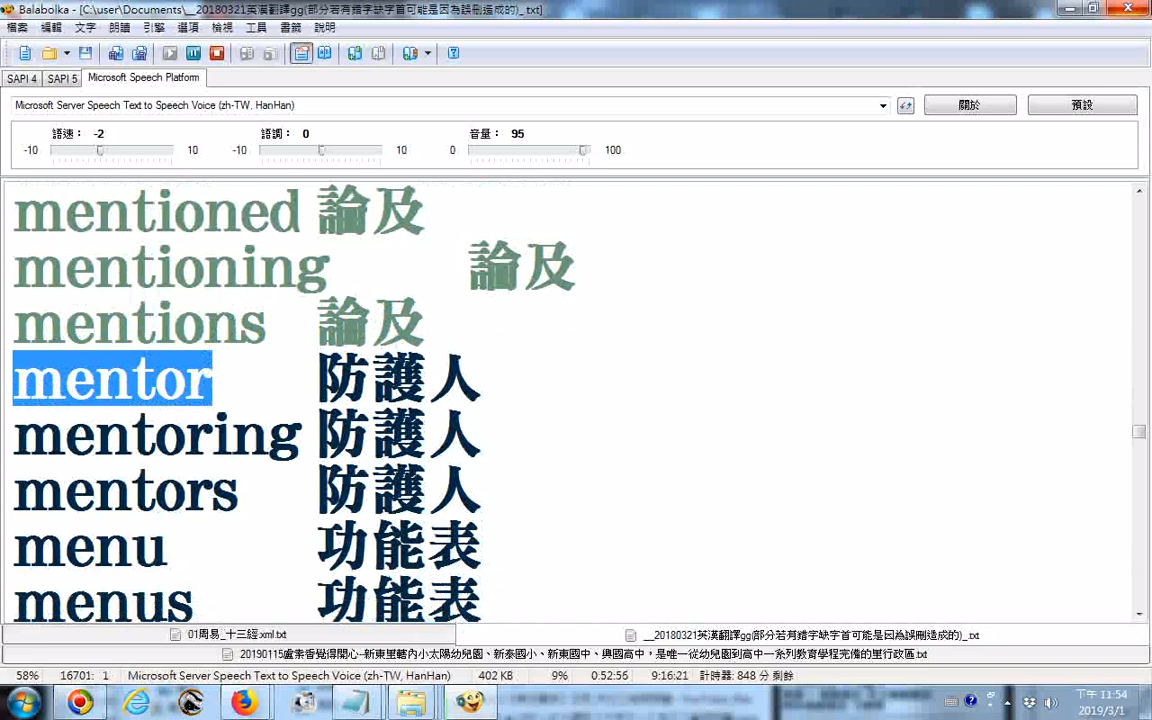 Balabolka - [C:\user\Documents\__20180321英漢翻譯gg(部分若有錯字缺字首可能是因為誤刪造成的)_.txt]
檔案 編輯 文字 朗讀 引擎 選項 檢視 工具 書籤 說明
SAPI 4 SAPI 5 Microsoft Speech Platform
Microsoft Server Speech Text to Speech Voice (zh-TW, HanHan) 關於 預設
語速： -2 語調： 0 音量： 95
-10 10 -10 10 0 100
mentioned 論及
mentioning 論及
mentions 論及
mentor 防護人
mentoring 防護人
mentors 防護人
menu 功能表
menus 功能表
01周易_十三經.xml.txt __20180321英漢翻譯gg(部分若有錯字缺字首可能是因為誤刪造成的)_.txt
20190115盧素香覺得開心-新東里轄內小太陽幼兒園、新泰國小、新東國中、興國高中，是唯一從幼兒園到高中一系列教育學程完備的里行政區.txt
58% 16701: 1 Microsoft Server Speech Text to Speech Voice (zh-TW, HanHan) 402 KB 9% 0:52:56 9:16:21 計時器: 848 分 剩餘
下午 11:54
2019/3/1